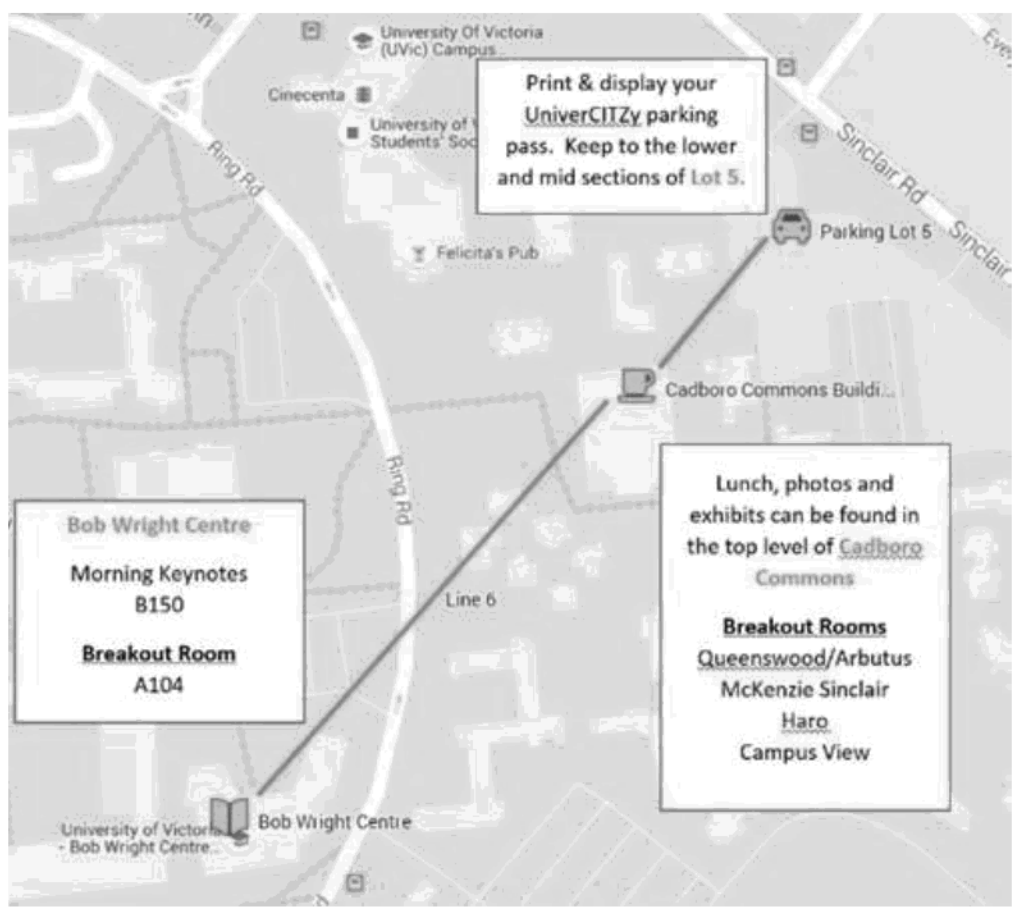 University Of Victoria
(UVic) Campus
Cinecenta
University of
Students' Soc
Print & display your
UniverCITZy parking
pass. Keep to the lower
and mid sections of Lot 5.
Sinclair Rd
Sinclair
Ring Rd
Parking Lot 5
Felicita's Pub
Cadboro Commons Buildi...
Ring Rd
Lunch, photos and
exhibits can be found in
the top level of Cadboro
Commons
Breakout Rooms
Queenswood/Arbutus
McKenzie Sinclair
Haro
Campus View
Bob Wright Centre
Morning Keynotes
B150
Breakout Room
A104
Line 6
Bob Wright Centre
University of Victoria
- Bob Wright Centre...